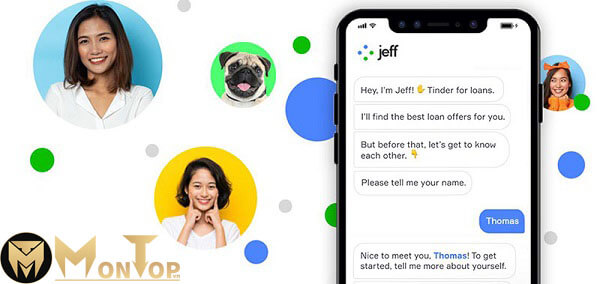 jeff
Hey, I'm Jeff! Tinder for loans.
I'll find the best loan offers for you.
But before that, let's get to know
each other.
Please tell me your name.
Thomas
Nice to meet you, Thomas! To get
started, tell me more about yourself.
MONTOP.VN